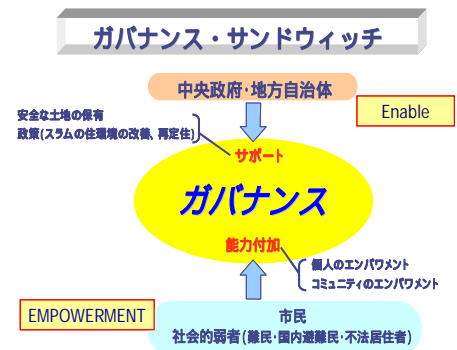 ガバナンス・サンドウィッチ
中央政府･地方自治体
Enable
安全な土地の保有
政策(スラムの住環境の改善、再定住)
サポート
ガバナンス
能力付加
個人のエンパワメント
コミュニティのエンパワメント
EMPOWERMENT
市民
社会的弱者(難民･国内避難民･不法居住者)